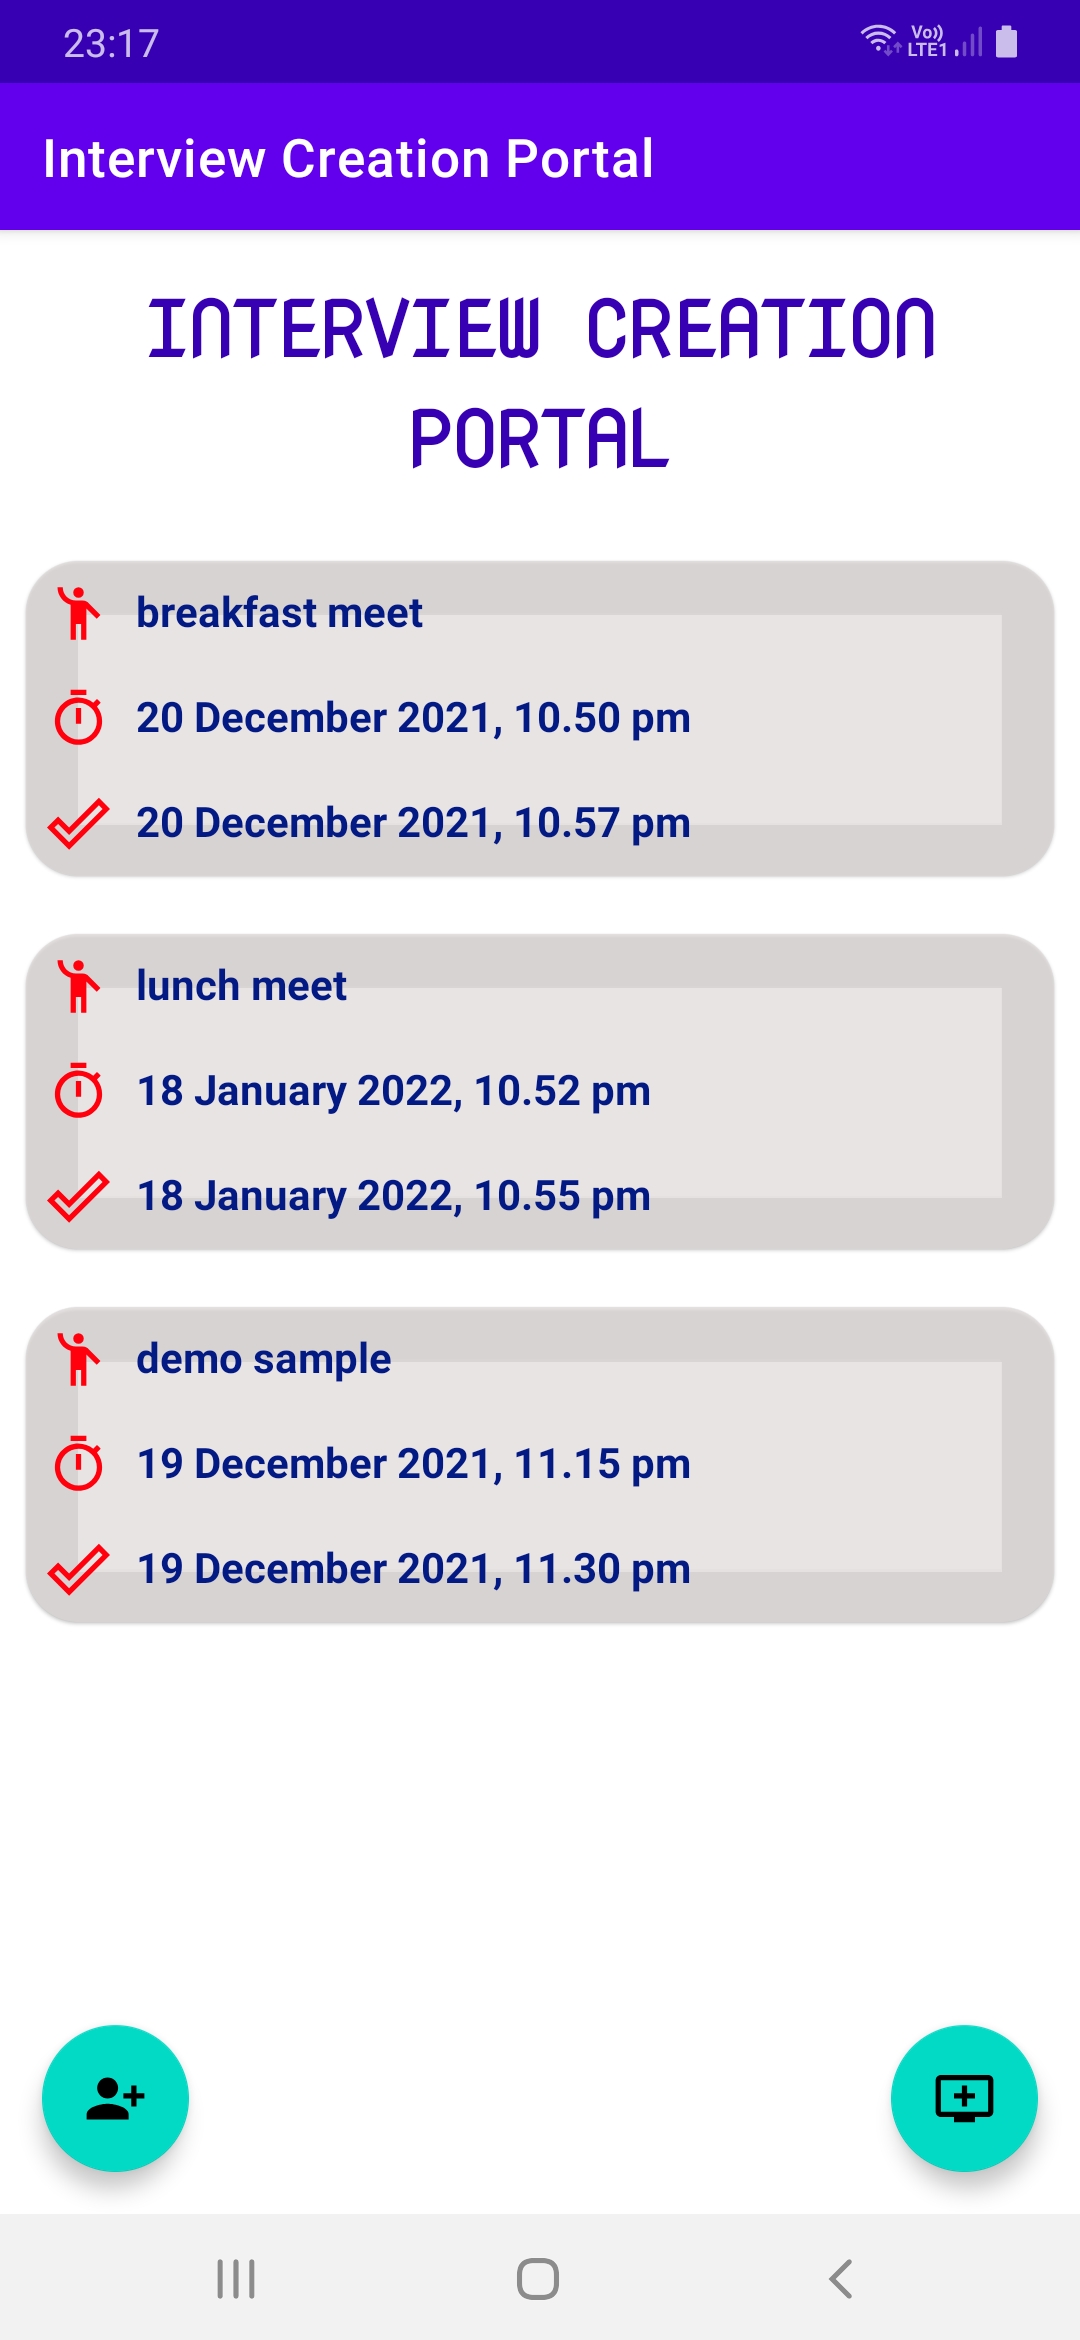 23:17
Vo))
LTE1
Interview Creation Portal
INTERVIEW CREATION
PORTAL
breakfast meet
20 December 2021, 10.50 pm
20 December 2021, 10.57 pm
lunch meet
18 January 2022, 10.52 pm
18 January 2022, 10.55 pm
demo sample
19 December 2021, 11.15 pm
19 December 2021, 11.30 pm